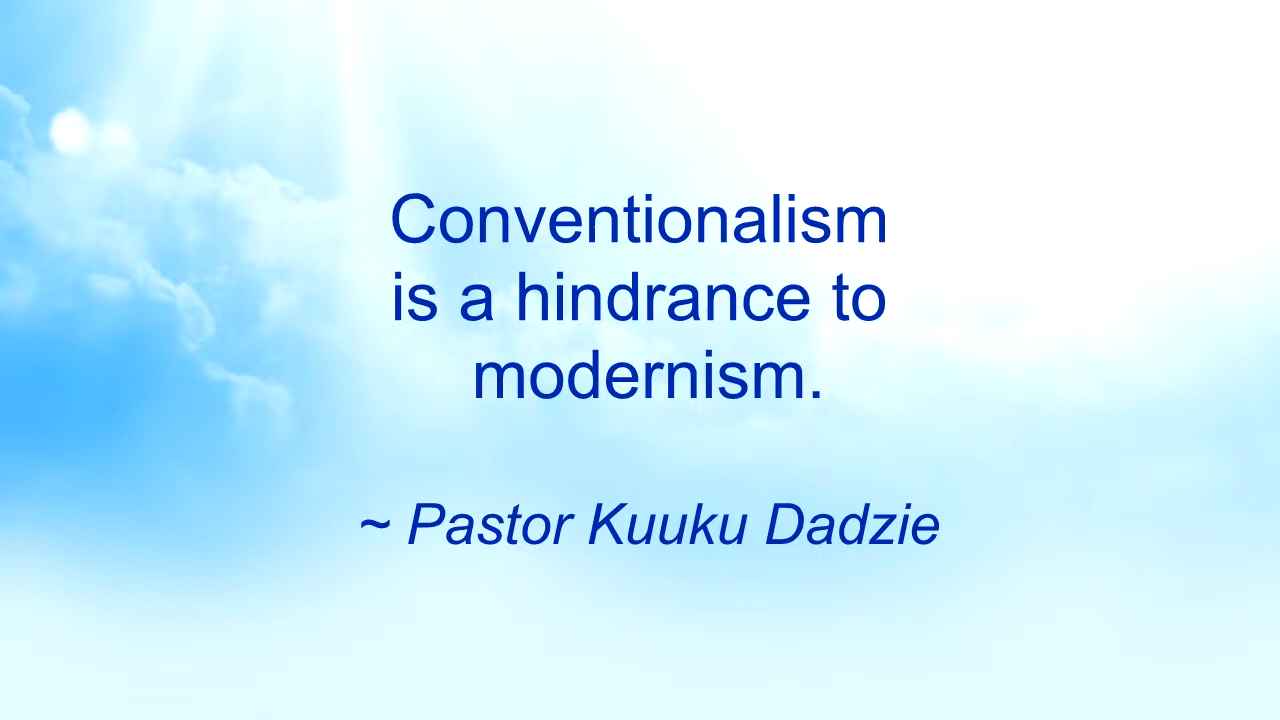 Conventionalism
is a hindrance to
modernism.
~ Pastor Kuuku Dadzie